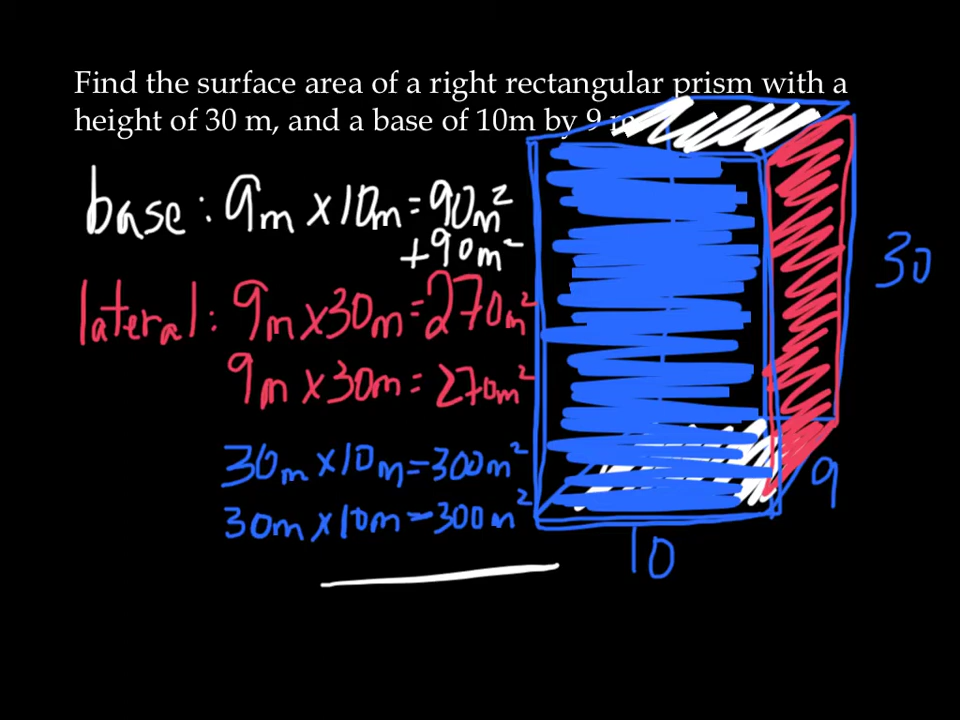 Find the surface area of a right rectangular prism with a
height of 30 m, and a base of 10m by 9 m
base: 9m x 10m = 90m²
+90m²
lateral: 9m x 30m = 270m²
9m x 30m = 270m²
30m x 10m = 300m²
30m x 10m = 300m²
30
9
10